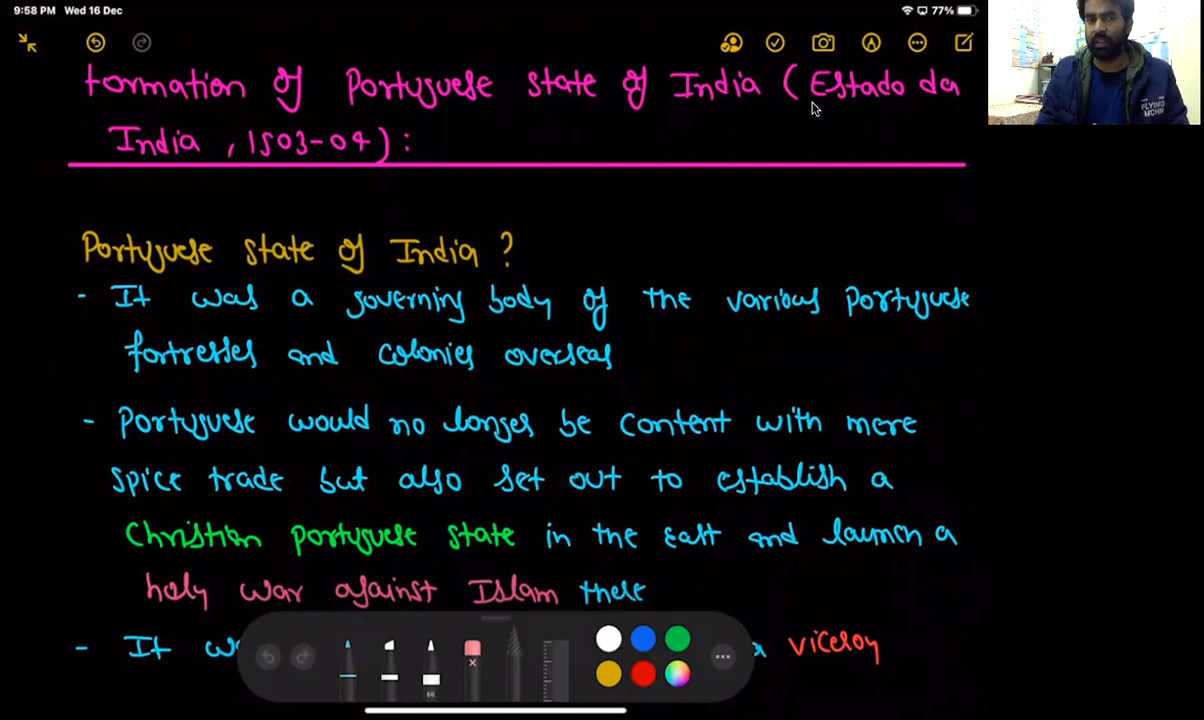 9:58 PM Wed 16 Dec 77%
Formation of Portuguese state of India (Estado da
India, 1503-04):
FLYING
MCHN
Portuguese state of India ?
- It was a governing body of the various Portuguese
fortresses and colonies overseas
- Portuguese would no longer be content with mere
spice trade but also set out to establish a
Christian Portuguese state in the east and launch a
holy war against Islam there
- It viceroy